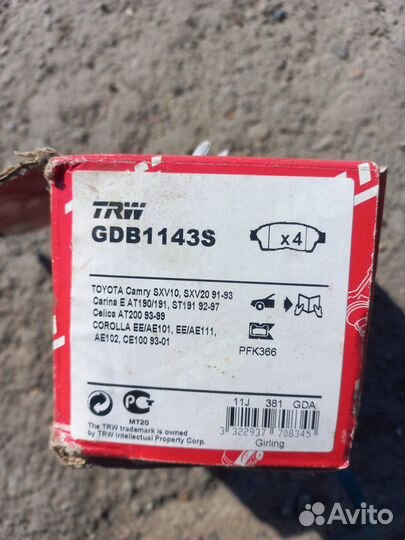 TRW
GDB1143S
x4
TOYOTA Camry SXV10, SXV20 91-93
Carina E AT190/191, ST191 92-97
Celica AT200 93-99
COROLLA EE/AE101, EE/AE111,
AE102, CE100 93-01
PFK366
MT20
The TRW trademark is owned
by TRW Intellectual Property Corp.
11J 381 GDA
3 322937 708345
Girling
Avito